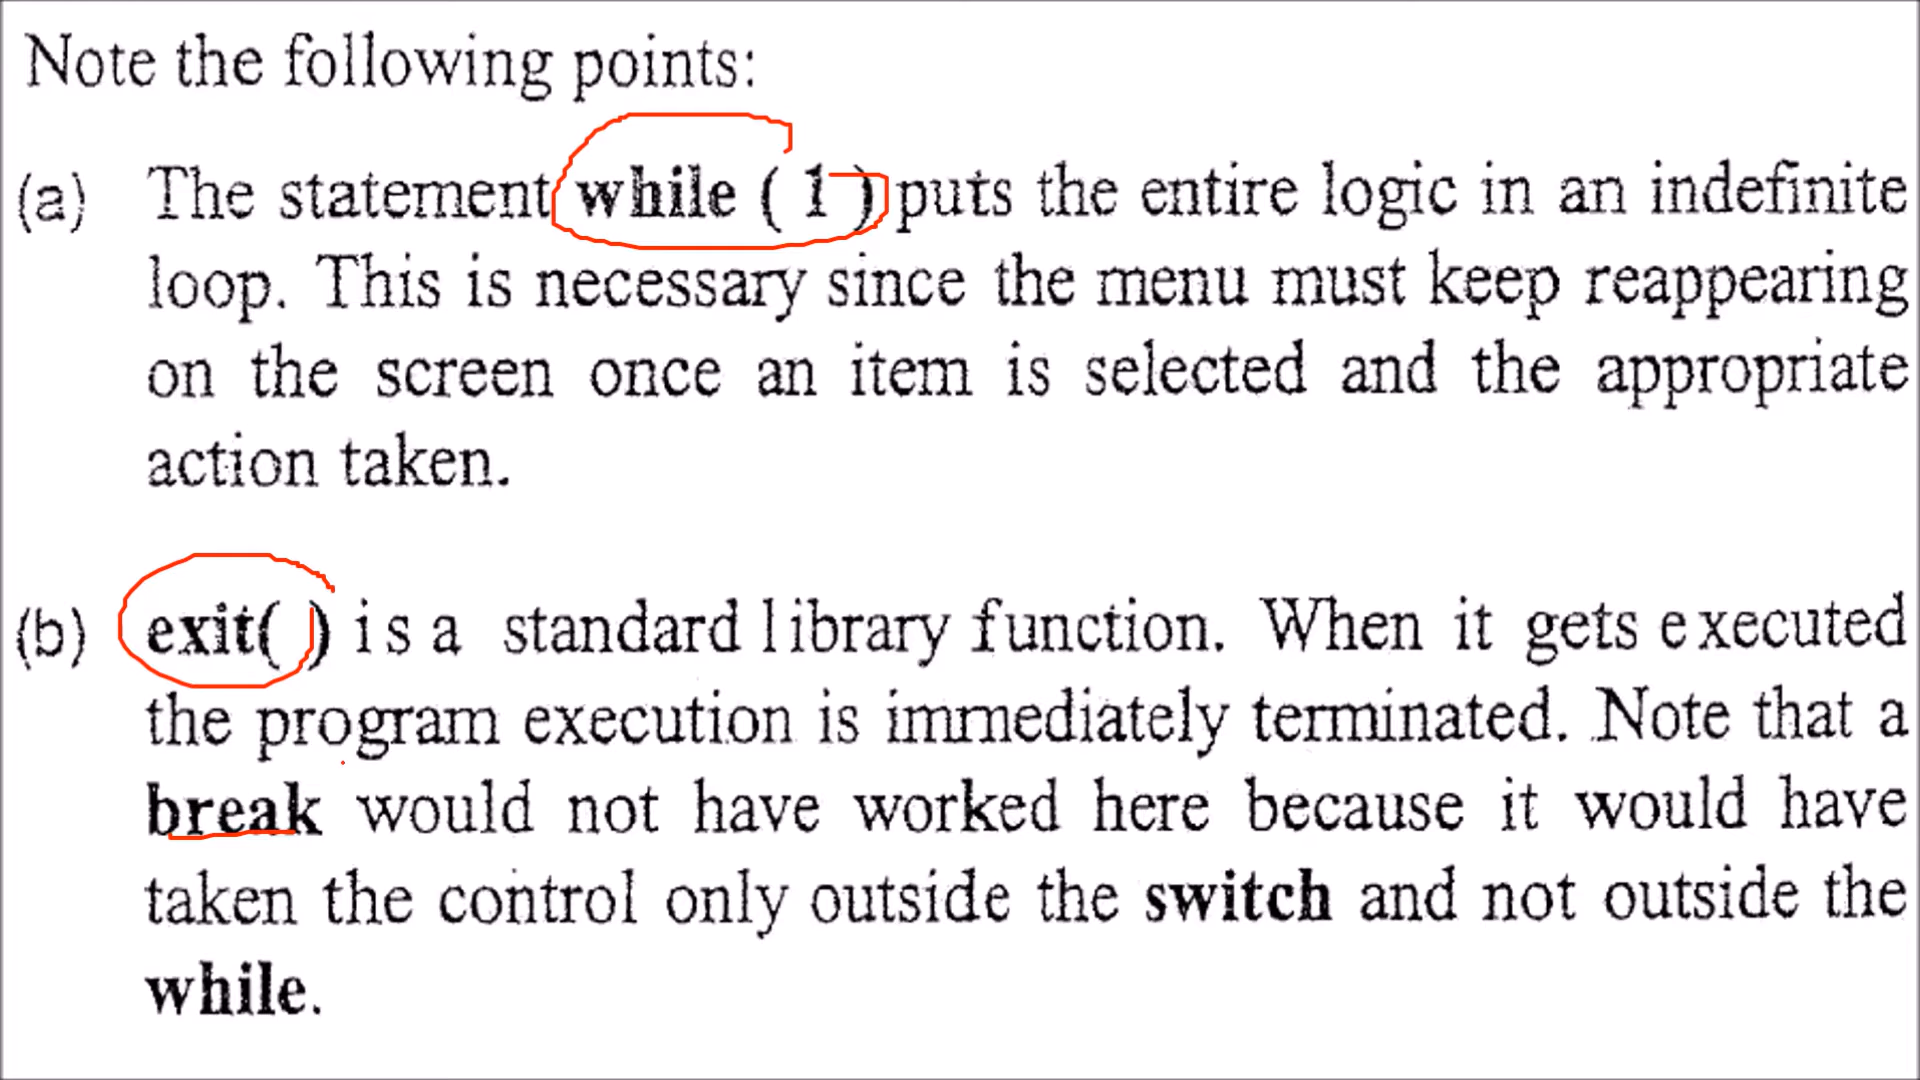 Note the following points:
(a) The statement while ( 1 ) puts the entire logic in an indefinite
loop. This is necessary since the menu must keep reappearing
on the screen once an item is selected and the appropriate
action taken.
(b) exit( ) is a standard library function. When it gets executed
the program execution is immediately terminated. Note that a
break would not have worked here because it would have
taken the control only outside the switch and not outside the
while.